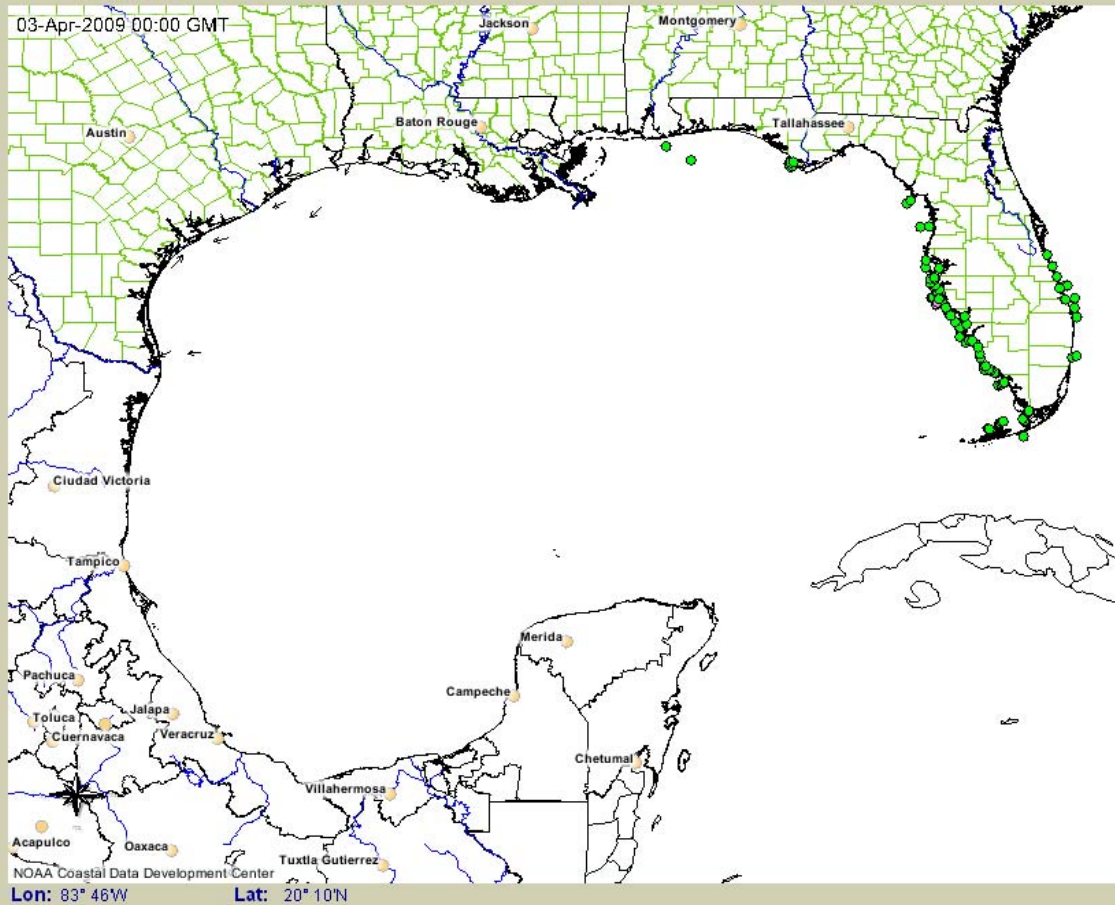 03-Apr-2009 00:00 GMT
Jackson
Montgomery
Austin
Baton Rouge
Tallahassee
Ciudad Victoria
Tampico
Merida
Pachuca
Campeche
Jalapa
Toluca
Veracruz
Cuernavaca
Chetumal
Villahermosa
Acapulco
Oaxaca
Tuxtla Gutierrez
NOAA Coastal Data Development Center
Lon: 83° 46'W Lat: 20° 10'N